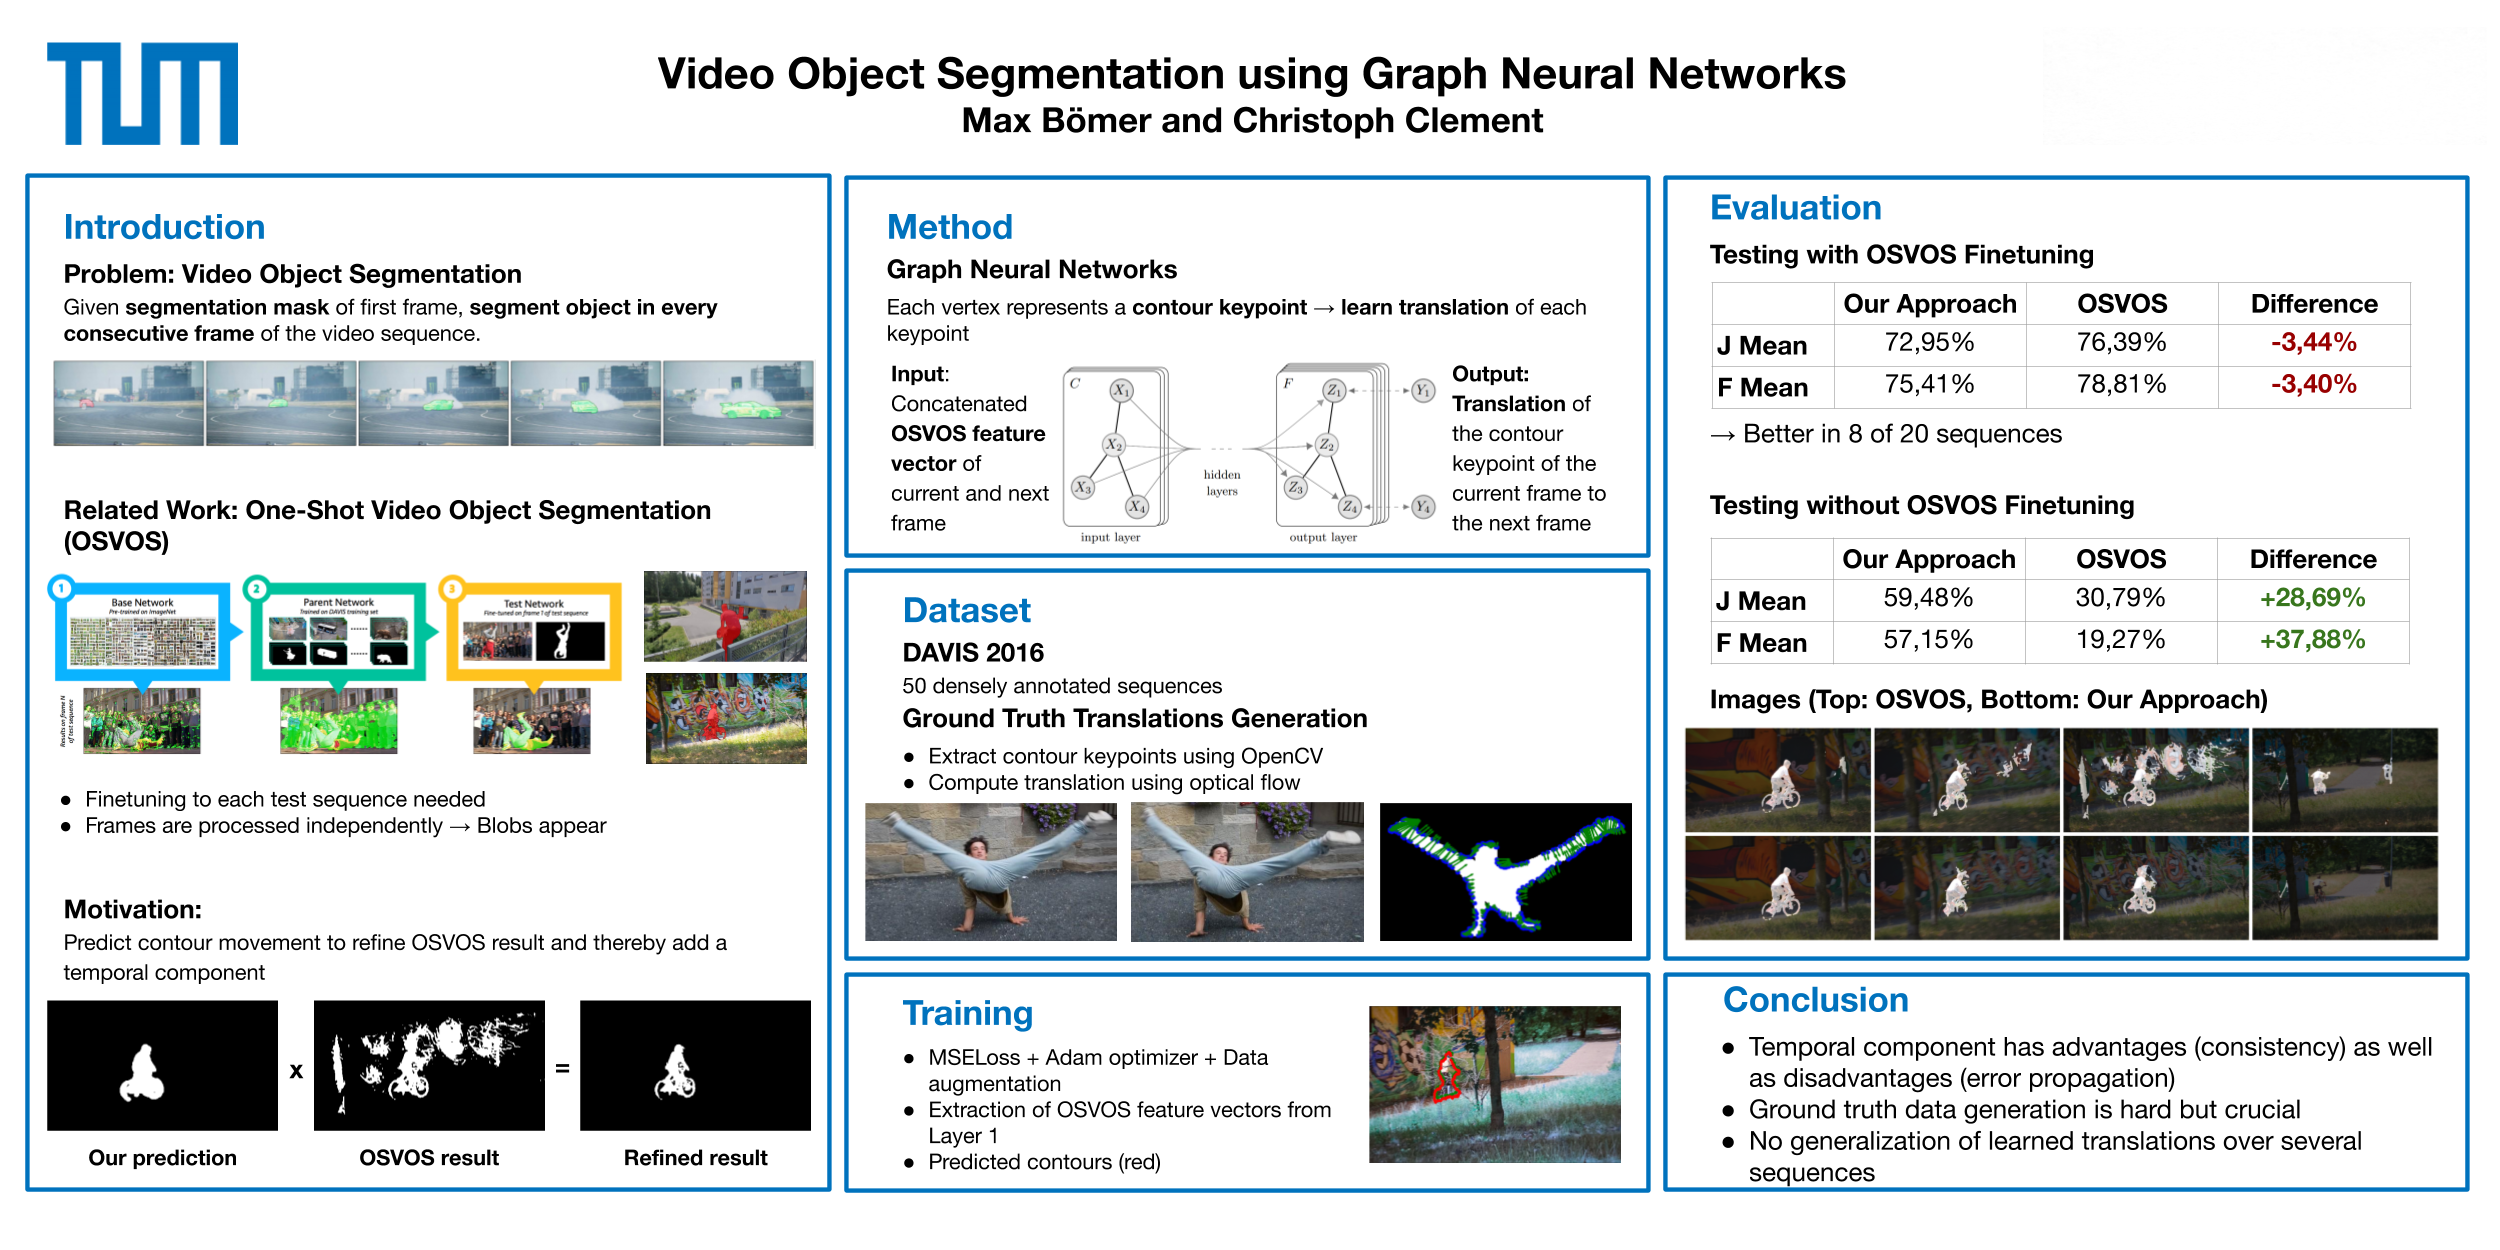 TUM
Video Object Segmentation using Graph Neural Networks
Max Bömer and Christoph Clement
Introduction
Problem: Video Object Segmentation
Given segmentation mask of first frame, segment object in every
consecutive frame of the video sequence.
Related Work: One-Shot Video Object Segmentation
(OSVOS)
1
Base Network
Pre-trained on ImageNet
2
Parent Network
Trained on DAVIS training set
3
Test Network
Fine-tuned on frame 1 of test sequence
Results on frame N
of test sequence
● Finetuning to each test sequence needed
● Frames are processed independently → Blobs appear
Motivation:
Predict contour movement to refine OSVOS result and thereby add a
temporal component
x
=
Our prediction
OSVOS result
Refined result
Method
Graph Neural Networks
Each vertex represents a contour keypoint → learn translation of each
keypoint
Input:
Concatenated
OSVOS feature
vector of
current and next
frame
C
X1
X2
X3
X4
input layer
hidden
layers
F
Z1
Z2
Z3
Z4
Y1
Y4
output layer
Output:
Translation of
the contour
keypoint of the
current frame to
the next frame
Dataset
DAVIS 2016
50 densely annotated sequences
Ground Truth Translations Generation
● Extract contour keypoints using OpenCV
● Compute translation using optical flow
Training
● MSELoss + Adam optimizer + Data
augmentation
● Extraction of OSVOS feature vectors from
Layer 1
● Predicted contours (red)
Evaluation
Testing with OSVOS Finetuning
Our Approach OSVOS Difference
J Mean 72,95% 76,39% -3,44%
F Mean 75,41% 78,81% -3,40%
→ Better in 8 of 20 sequences
Testing without OSVOS Finetuning
Our Approach OSVOS Difference
J Mean 59,48% 30,79% +28,69%
F Mean 57,15% 19,27% +37,88%
Images (Top: OSVOS, Bottom: Our Approach)
Conclusion
● Temporal component has advantages (consistency) as well
as disadvantages (error propagation)
● Ground truth data generation is hard but crucial
● No generalization of learned translations over several
sequences